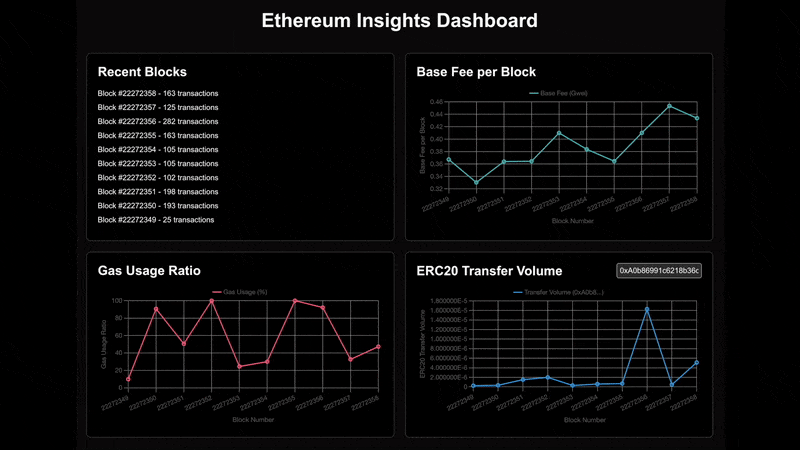 Ethereum Insights Dashboard
Recent Blocks
Block #22272358 - 163 transactions
Block #22272357 - 125 transactions
Block #22272356 - 282 transactions
Block #22272355 - 163 transactions
Block #22272354 - 105 transactions
Block #22272353 - 105 transactions
Block #22272352 - 102 transactions
Block #22272351 - 198 transactions
Block #22272350 - 193 transactions
Block #22272349 - 25 transactions
Base Fee per Block
Base Fee (Gwei)
Base Fee per Block
0.46
0.44
0.42
0.40
0.38
0.36
0.34
0.32
22272349
22272350
22272351
22272352
22272353
22272354
22272355
22272356
22272357
22272358
Block Number
Gas Usage Ratio
Gas Usage (%)
Gas Usage Ratio
100
80
60
40
20
0
22272349
22272350
22272351
22272352
22272353
22272354
22272355
22272356
22272357
22272358
Block Number
ERC20 Transfer Volume
0xA0b86991c6218b36c
Transfer Volume (0xA0b8...)
ERC20 Transfer Volume
1.800000E-5
1.600000E-5
1.400000E-5
1.200000E-5
1.000000E-5
8.000000E-6
6.000000E-6
4.000000E-6
2.000000E-6
0
22272349
22272350
22272351
22272352
22272353
22272354
22272355
22272356
22272357
22272358
Block Number